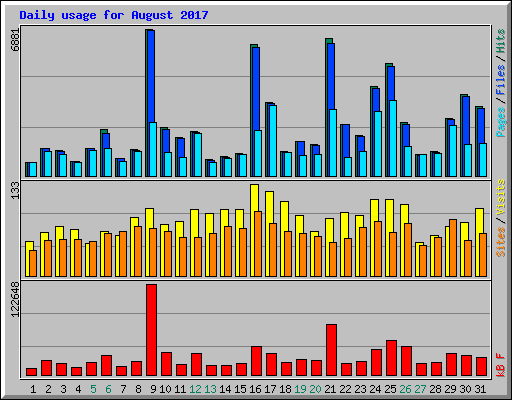 Daily usage for August 2017
6881
Pages / Files / Hits
133
Sites / Visits
122648
kB F
1 2 3 4 5 6 7 8 9 10 11 12 13 14 15 16 17 18 19 20 21 22 23 24 25 26 27 28 29 30 31